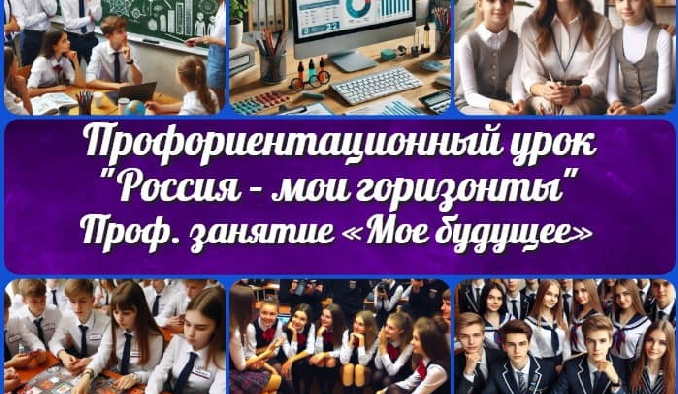 Профориентационный урок
"Россия – мои горизонты"
Проф. занятие «Мое будущее»